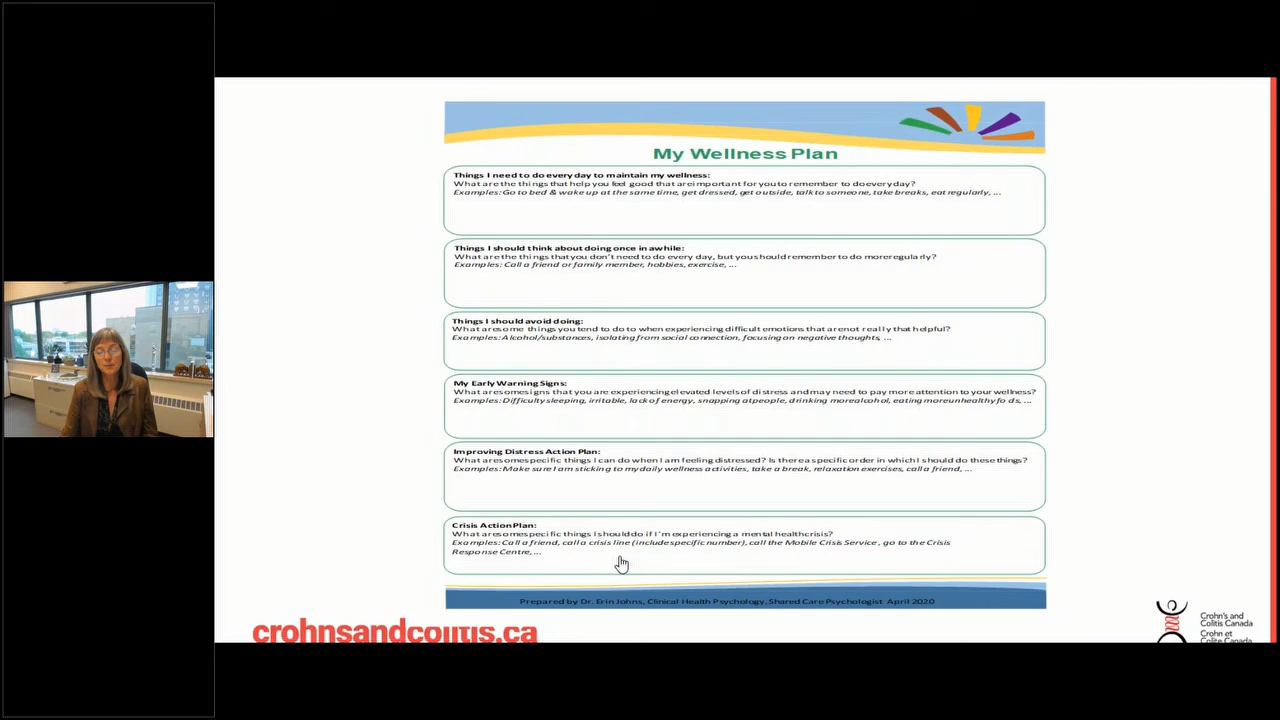 My Wellness Plan
Things I need to do every day to maintain my wellness:
What are the things that help you feel good that are important for you to remember to do every day?
Examples: Go to bed & wake up at the same time, get dressed, get outside, talk to someone, take breaks, eat regularly, ...
Things I should think about doing once in awhile:
What are the things that you don't need to do every day, but you should remember to do more regularly?
Examples: Call a friend or family member, hobbies, exercise, ...
Things I should avoid doing:
What are some things you tend to do to when experiencing difficult emotions that are not really that helpful?
Examples: Alcohol/substances, isolating from social connection, focusing on negative thoughts, ...
My Early Warning Signs:
What are some signs that you are experiencing elevated levels of distress and may need to pay more attention to your wellness?
Examples: Difficulty sleeping, irritable, lack of energy, snapping at people, drinking more alcohol, eating more unhealthy fo ds, ...
Improving Distress Action Plan:
What are some specific things I can do when I am feeling distressed? Is there a specific order in which I should do these things?
Examples: Make sure I am sticking to my daily wellness activities, take a break, relaxation exercises, call a friend, ...
Crisis Action Plan:
What are some specific things I should do if I'm experiencing a mental health crisis?
Examples: Call a friend, call a crisis line (include specific number), call the Mobile Crisis Service, go to the Crisis
Response Centre, ...
Prepared by Dr. Erin Johns, Clinical Health Psychology, Shared Care Psychologist April 2020
crohnsandcolitis.ca
Crohn's and
Colitis Canada
Crohn et
Colite Canada